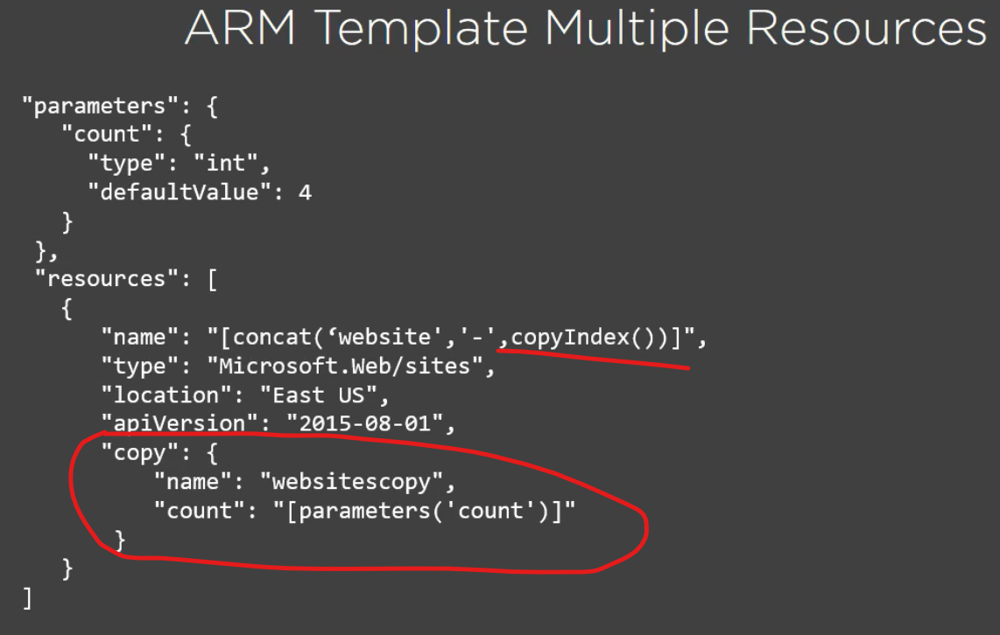 ARM Template Multiple Resources
"parameters": {
"count": {
"type": "int",
"defaultValue": 4
}
},
"resources": [
{
"name": "[concat(‘website','-',copyIndex())]",
"type": "Microsoft.Web/sites",
"location": "East US",
"apiVersion": "2015-08-01",
"copy": {
"name": "websitescopy",
"count": "[parameters('count')]"
}
}
]